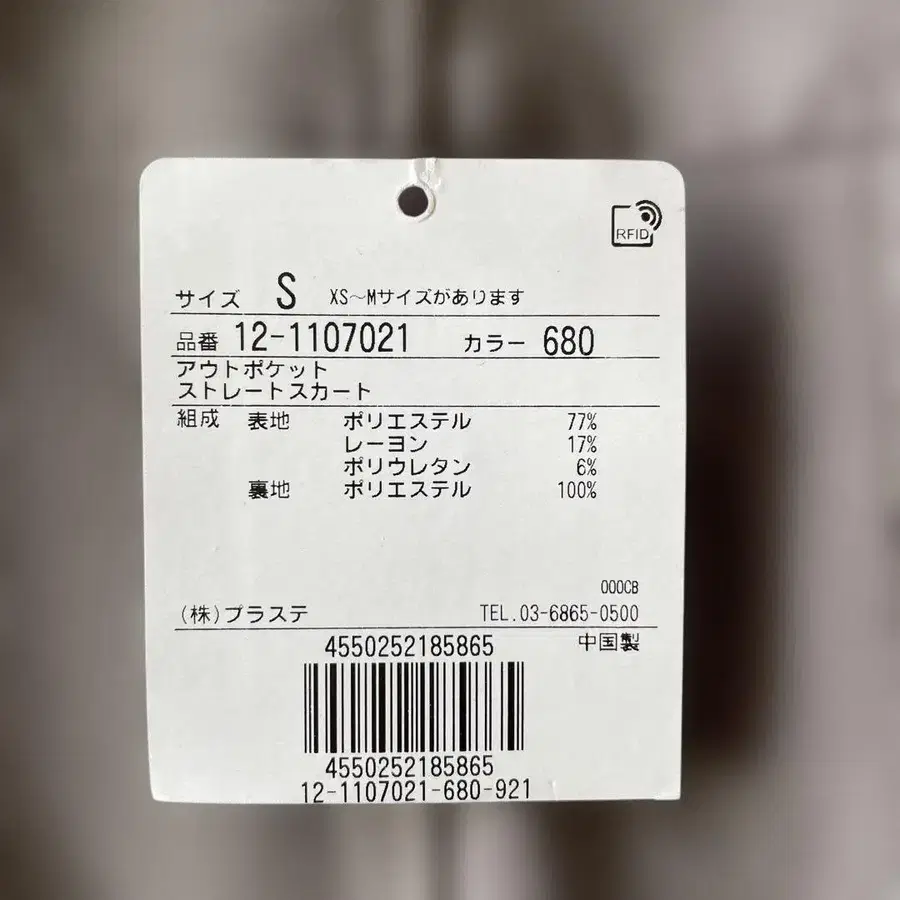 RFID
サイズ S XS〜Mサイズがあります
品番 12-1107021 カラー 680
アウトポケット
ストレートスカート
組成 表地 ポリエステル 77%
レーヨン 17%
ポリウレタン 6%
裏地 ポリエステル 100%
000CB
(株)プラステ TEL.03-6865-0500
4550252185865 中国製
4550252185865
12-1107021-680-921